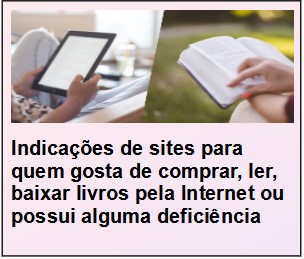 Indicações de sites para
quem gosta de comprar, ler,
baixar livros pela Internet ou
possui alguma deficiência